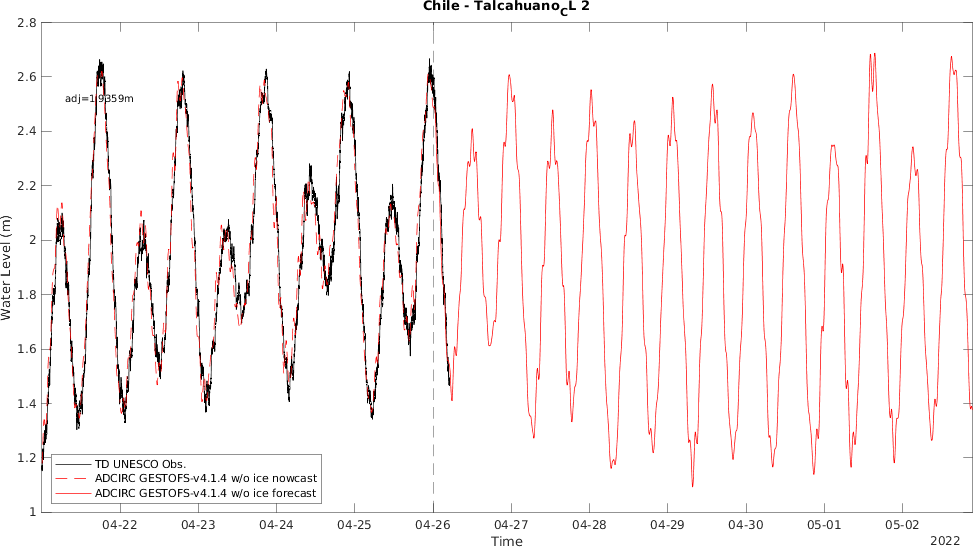 Chile - Talcahuano_CL 2
2.8
2.6
adj=1.9359m
2.4
2.2
2
1.8
1.6
1.4
1.2
1
Water Level (m)
TD UNESCO Obs.
ADCIRC GESTOFS-v4.1.4 w/o ice nowcast
ADCIRC GESTOFS-v4.1.4 w/o ice forecast
04-22 04-23 04-24 04-25 04-26 04-27 04-28 04-29 04-30 05-01 05-02
Time
2022